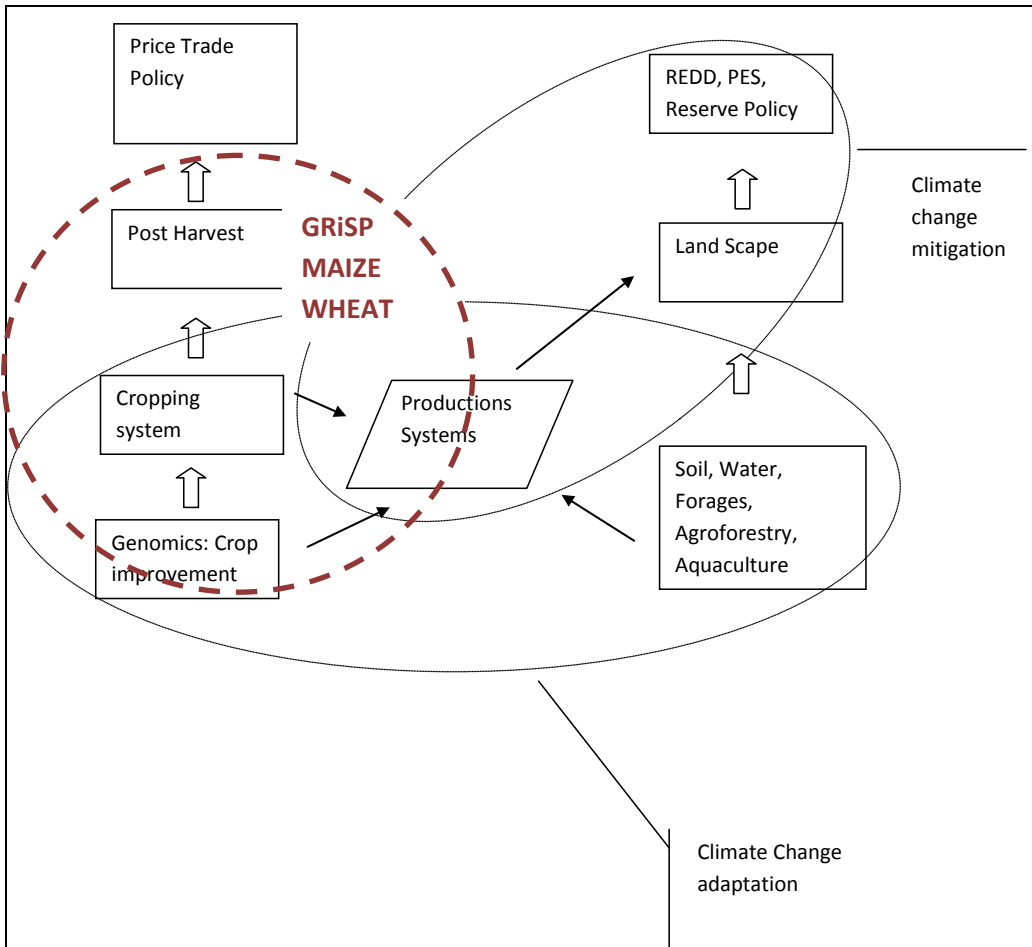 Price Trade
Policy
REDD, PES,
Reserve Policy
Climate
change
mitigation
Post Harvest
GRiSP
MAIZE
WHEAT
Land Scape
Cropping
system
Productions
Systems
Soil, Water,
Forages,
Agroforestry,
Aquaculture
Genomics: Crop
improvement
Climate Change
adaptation